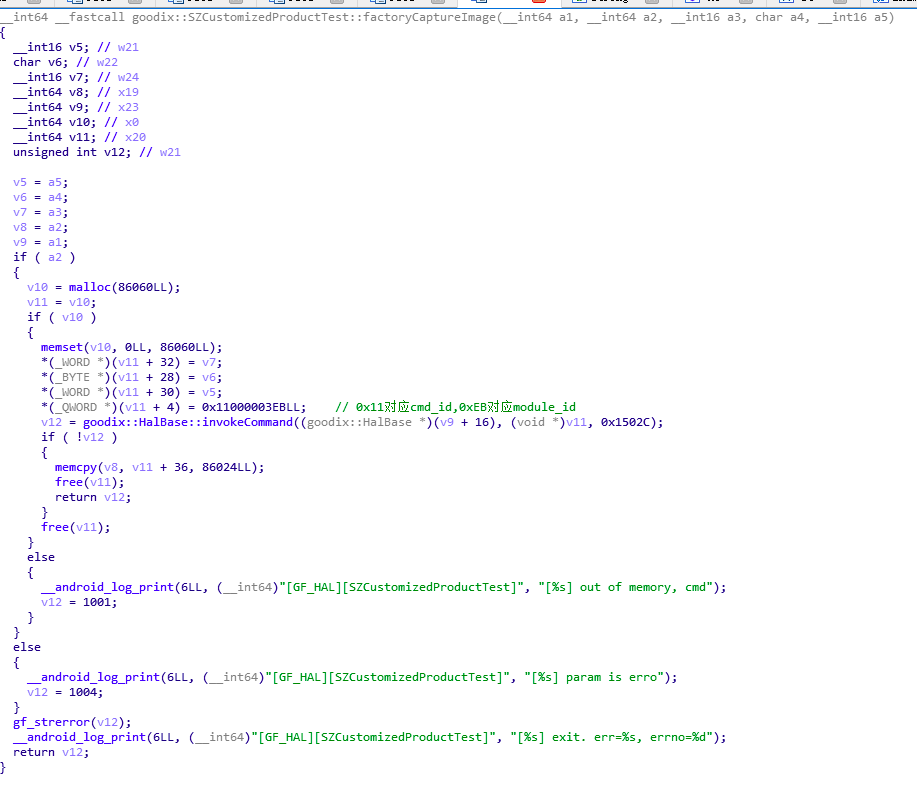 __int64 __fastcall goodix::SZCustomizedProductTest::factoryCaptureImage(__int64 a1, __int64 a2, __int16 a3, char a4, __int16 a5)
{
  __int16 v5; // w21
  char v6; // w22
  __int16 v7; // w24
  __int64 v8; // x19
  __int64 v9; // x23
  __int64 v10; // x0
  __int64 v11; // x20
  unsigned int v12; // w21

  v5 = a5;
  v6 = a4;
  v7 = a3;
  v8 = a2;
  v9 = a1;
  if ( a2 )
  {
    v10 = malloc(86060LL);
    v11 = v10;
    if ( v10 )
    {
      memset(v10, 0LL, 86060LL);
      *(_WORD *)(v11 + 32) = v7;
      *(_BYTE *)(v11 + 28) = v6;
      *(_WORD *)(v11 + 30) = v5;
      *(_QWORD *)(v11 + 4) = 0x11000003EBLL;    // 0x11对应cmd_id,0xEB对应module_id
      v12 = goodix::HalBase::invokeCommand((goodix::HalBase *)(v9 + 16), (void *)v11, 0x1502C);
      if ( !v12 )
      {
        memcpy(v8, v11 + 36, 86024LL);
        free(v11);
        return v12;
      }
      free(v11);
    }
    else
    {
      __android_log_print(6LL, (__int64)"[GF_HAL][SZCustomizedProductTest]", "[%s] out of memory, cmd");
      v12 = 1001;
    }
  }
  else
  {
    __android_log_print(6LL, (__int64)"[GF_HAL][SZCustomizedProductTest]", "[%s] param is erro");
    v12 = 1004;
  }
  gf_strerror(v12);
  __android_log_print(6LL, (__int64)"[GF_HAL][SZCustomizedProductTest]", "[%s] exit. err=%s, errno=%d");
  return v12;
}